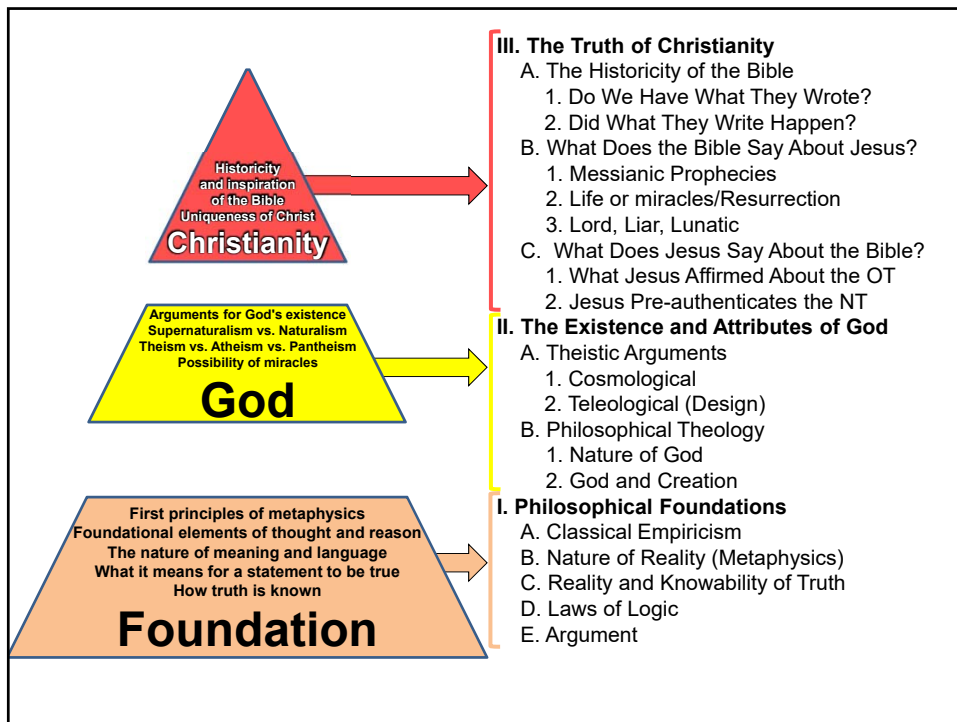 Historicity
and inspiration
of the Bible
Uniqueness of Christ
Christianity
III. The Truth of Christianity
A. The Historicity of the Bible
1. Do We Have What They Wrote?
2. Did What They Write Happen?
B. What Does the Bible Say About Jesus?
1. Messianic Prophecies
2. Life or miracles/Resurrection
3. Lord, Liar, Lunatic
C. What Does Jesus Say About the Bible?
1. What Jesus Affirmed About the OT
2. Jesus Pre-authenticates the NT
Arguments for God's existence
Supernaturalism vs. Naturalism
Theism vs. Atheism vs. Pantheism
Possibility of miracles
God
II. The Existence and Attributes of God
A. Theistic Arguments
1. Cosmological
2. Teleological (Design)
B. Philosophical Theology
1. Nature of God
2. God and Creation
First principles of metaphysics
Foundational elements of thought and reason
The nature of meaning and language
What it means for a statement to be true
How truth is known
Foundation
I. Philosophical Foundations
A. Classical Empiricism
B. Nature of Reality (Metaphysics)
C. Reality and Knowability of Truth
D. Laws of Logic
E. Argument